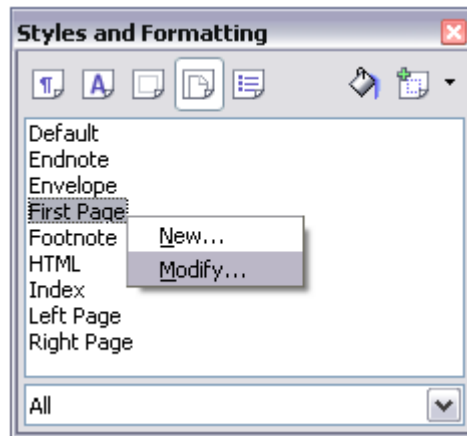 Styles and Formatting
Default
Endnote
Envelope
First Page
Footnote
New...
HTML
Modify...
Index
Left Page
Right Page
All